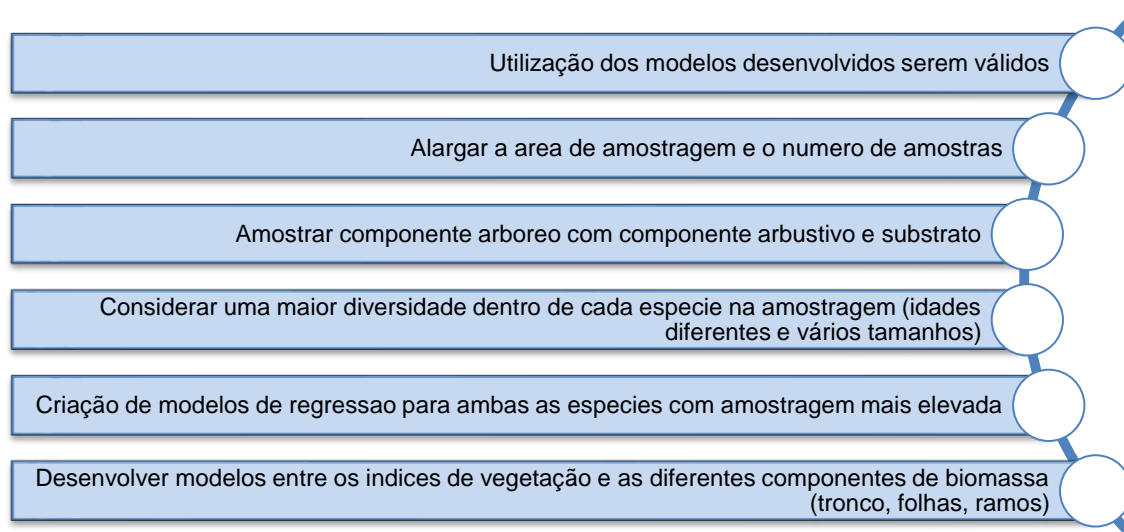 Utilização dos modelos desenvolvidos serem válidos
Alargar a area de amostragem e o numero de amostras
Amostrar componente arboreo com componente arbustivo e substrato
Considerar uma maior diversidade dentro de cada especie na amostragem (idades
diferentes e vários tamanhos)
Criação de modelos de regressao para ambas as especies com amostragem mais elevada
Desenvolver modelos entre os indices de vegetação e as diferentes componentes de biomassa
(tronco, folhas, ramos)